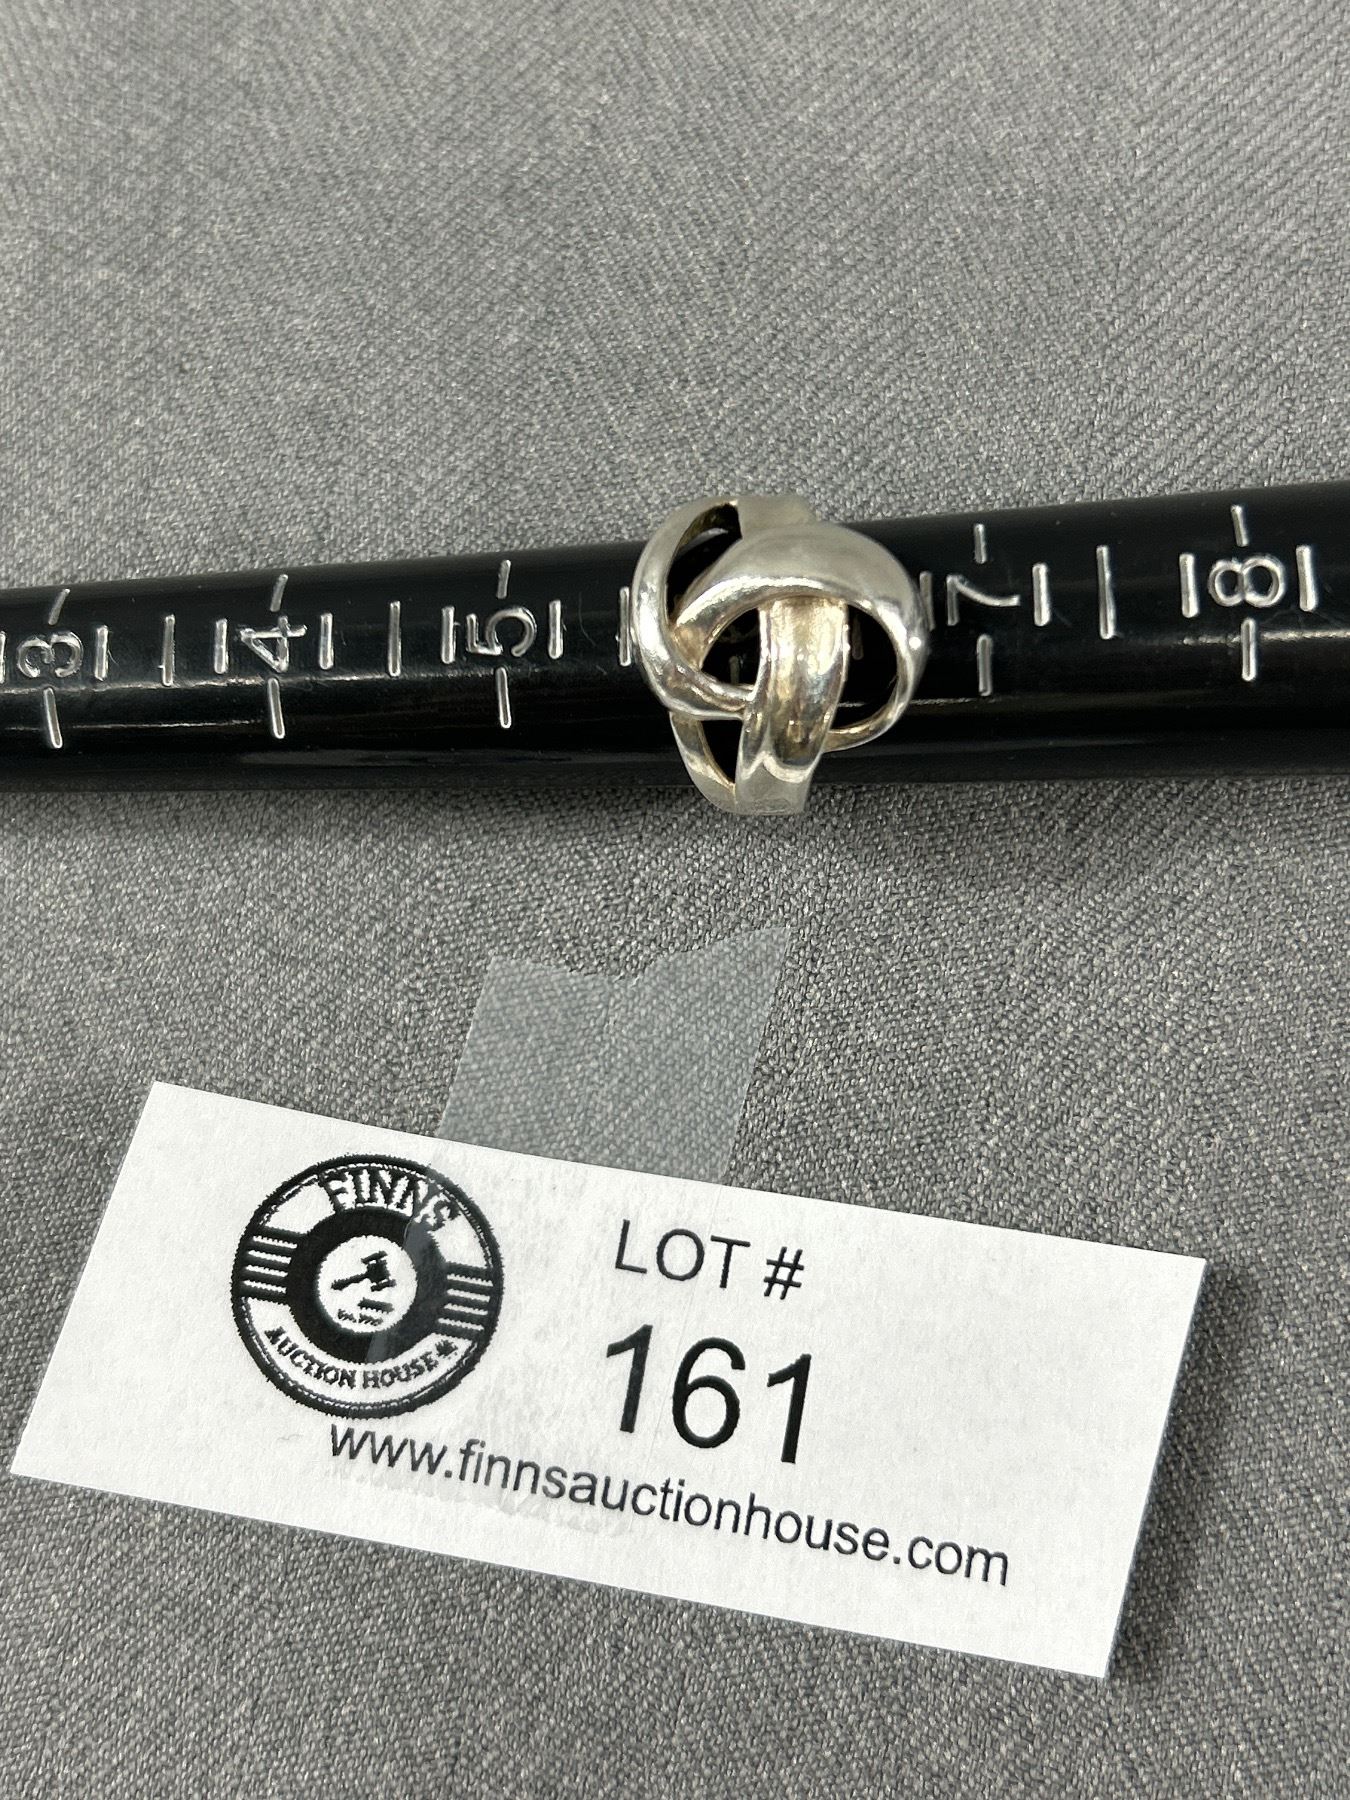 3 4 5 7 8
FINNS
AUCTION HOUSE
LOT #
161
www.finnsauctionhouse.com